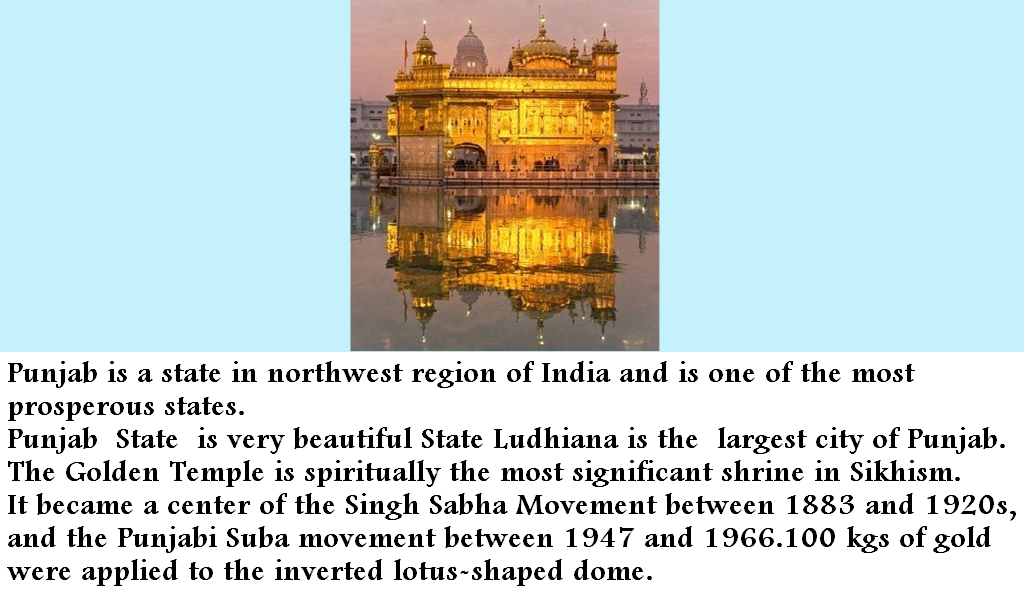 Punjab is a state in northwest region of India and is one of the most
prosperous states.
Punjab  State  is very beautiful State Ludhiana is the  largest city of Punjab.
The Golden Temple is spiritually the most significant shrine in Sikhism.
It became a center of the Singh Sabha Movement between 1883 and 1920s,
and the Punjabi Suba movement between 1947 and 1966.100 kgs of gold
were applied to the inverted lotus-shaped dome.